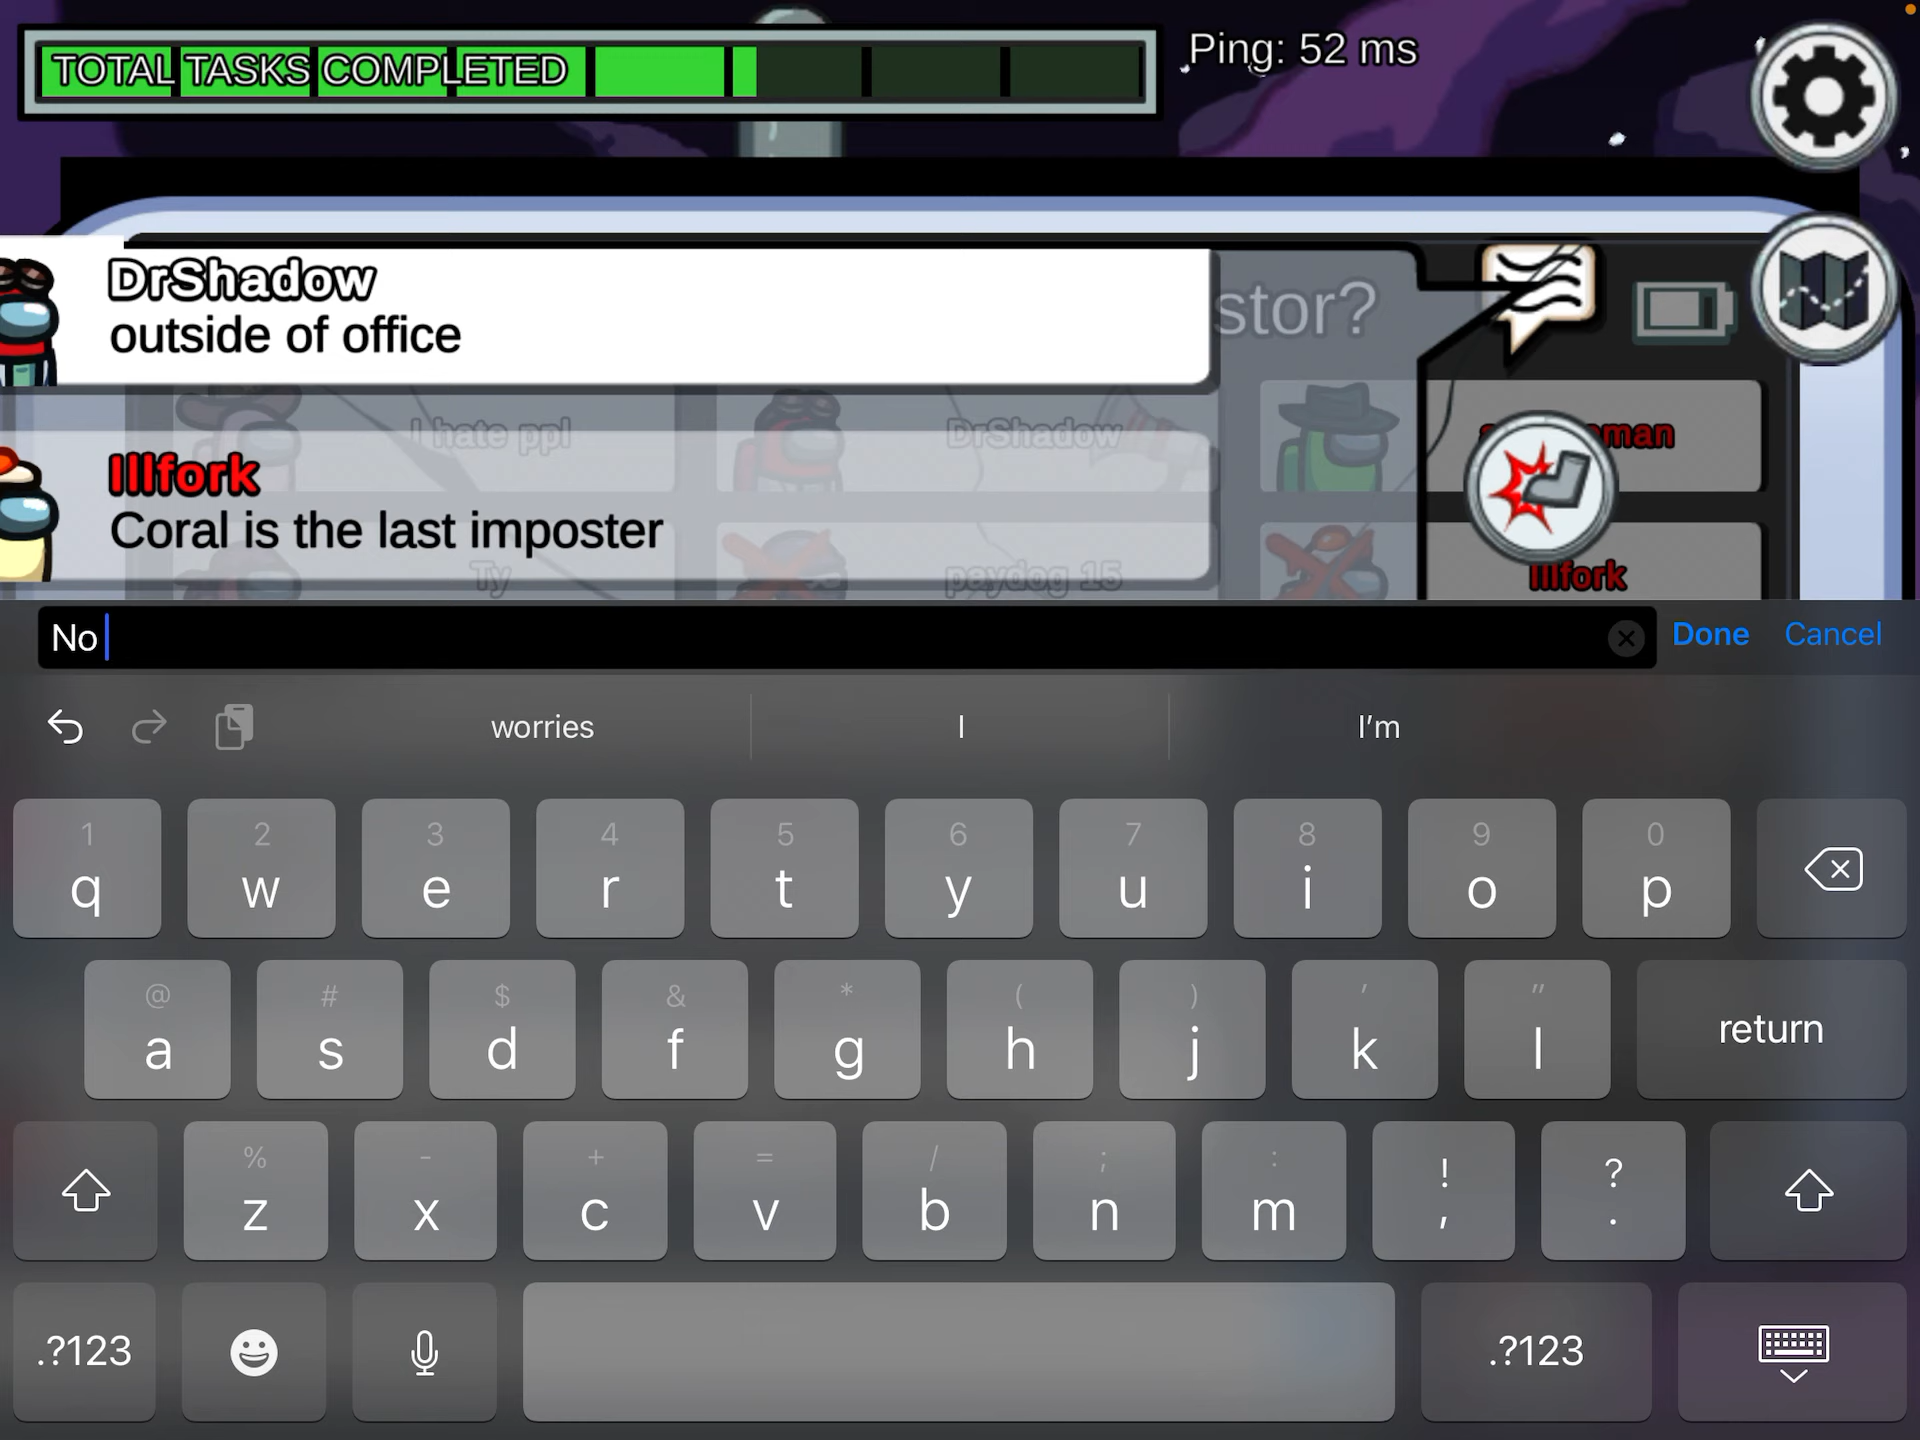 TOTAL TASKS COMPLETED
Ping: 52 ms
DrShadow
outside of office
stor?
I hate ppl
DrShadow
man
Illfork
Coral is the last imposter
Ty
paydog 15
Illfork
No
Done
Cancel
worries
I
I'm
1 2 3 4 5 6 7 8 9 0
q w e r t y u i o p
@ # $ & * ( ) ' "
a s d f g h j k l return
% - + = / ; : ! ?
z x c v b n m , .
.?123
.?123